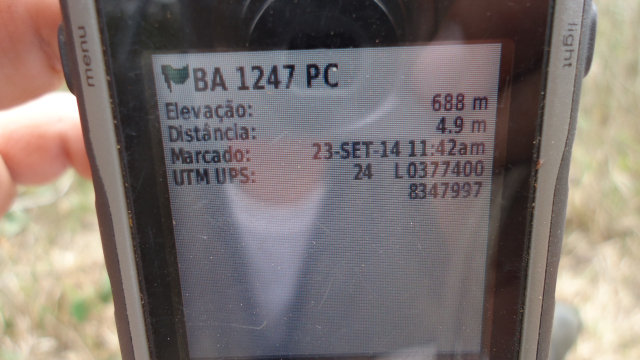 menu
light
BA 1247 PC
Elevação: 688 m
Distância: 4.9 m
Marcado: 23-SET-14 11:42am
UTM UPS: 24 L0377400
8347997